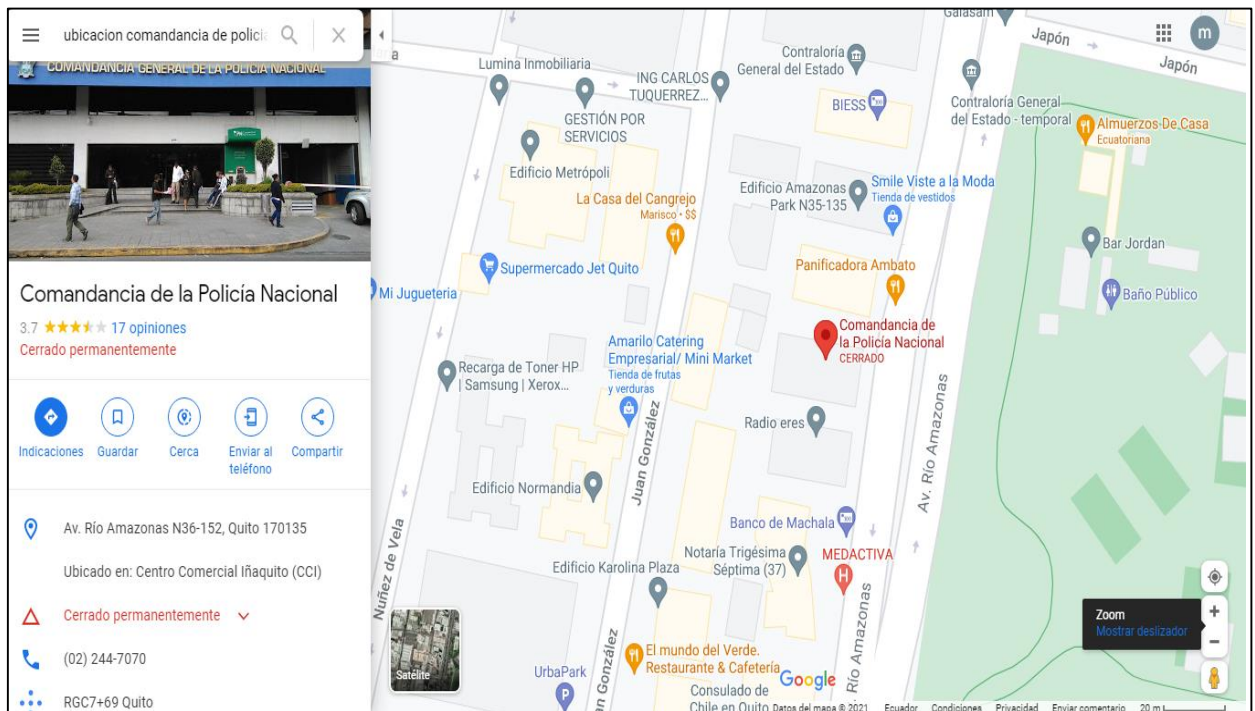 ubicacion comandancia de policia
COMANDANCIA GENERAL DE LA POLICIA NACIONAL
Comandancia de la Policía Nacional
3.7
17 opiniones
Cerrado permanentemente
Indicaciones
Guardar
Cerca
Enviar al
teléfono
Compartir
Av. Río Amazonas N36-152, Quito 170135
Ubicado en: Centro Comercial Iñaquito (CCI)
Cerrado permanentemente
(02) 244-7070
RGC7+69 Quito
m
Galasam
Japón
Japón
Lumina Inmobiliaria
ING CARLOS
TUQUERREZ...
GESTIÓN POR
SERVICIOS
Contraloría
General del Estado
BIESS
Contraloría General
del Estado - temporal
Almuerzos De Casa
Ecuatoriana
Edificio Metrópoli
La Casa del Cangrejo
Marisco • $$
Edificio Amazonas
Park N35-135
Smile Viste a la Moda
Tienda de vestidos
Bar Jordan
Supermercado Jet Quito
Panificadora Ambato
Baño Público
Mi Jugueteria
Comandancia de
la Policía Nacional
CERRADO
Amarilo Catering
Empresarial/ Mini Market
Tienda de frutas
y verduras
Recarga de Toner HP
| Samsung | Xerox...
Radio eres
Juan González
Av. Río Amazonas
Edificio Normandia
Banco de Machala
Notaría Trigésima
Séptima (37)
MEDACTIVA
Edificio Karolina Plaza
Nuñez de Vela
Río Amazonas
Zoom
Mostrar deslizador
Satélite
El mundo del Verde.
Restaurante & Cafetería
UrbaPark
P
an González
Consulado de
Chile en Quito
Google
Datos del mapa © 2021
Ecuador
Condiciones
Privacidad
Enviar comentario
20 m